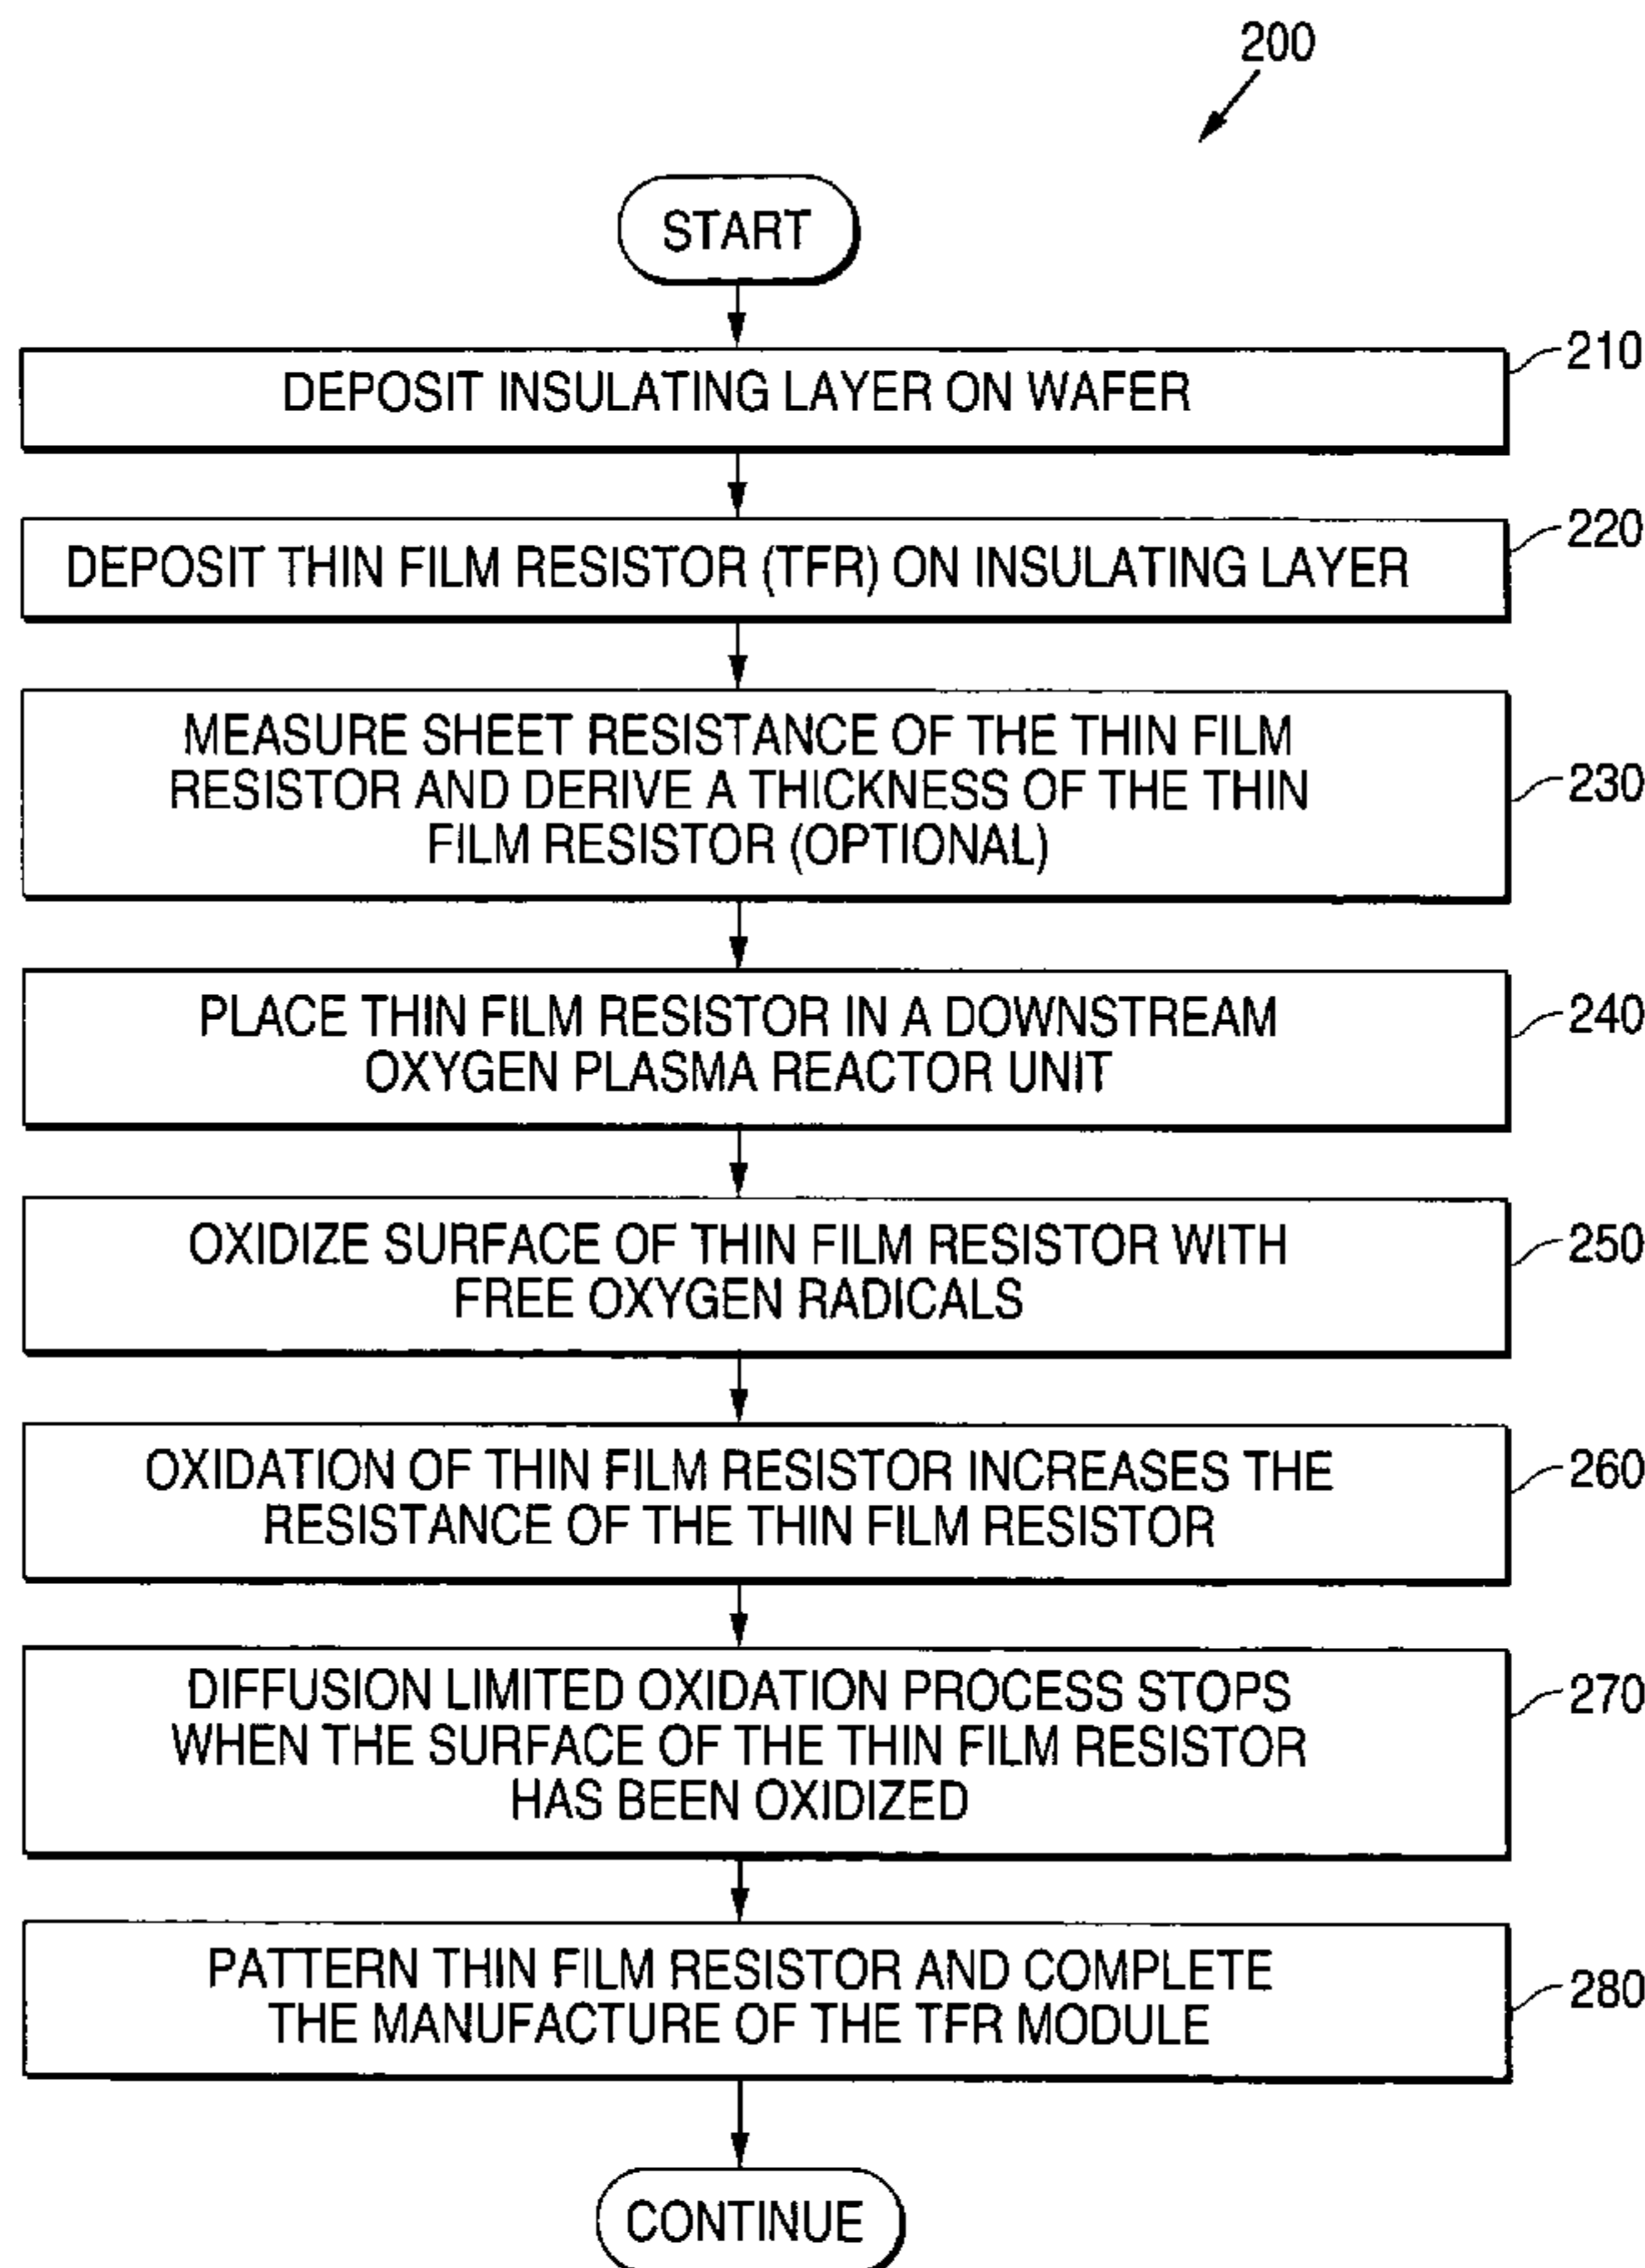 200
START
DEPOSIT INSULATING LAYER ON WAFER
210
DEPOSIT THIN FILM RESISTOR (TFR) ON INSULATING LAYER
220
MEASURE SHEET RESISTANCE OF THE THIN FILM
RESISTOR AND DERIVE A THICKNESS OF THE THIN
FILM RESISTOR (OPTIONAL)
230
PLACE THIN FILM RESISTOR IN A DOWNSTREAM
OXYGEN PLASMA REACTOR UNIT
240
OXIDIZE SURFACE OF THIN FILM RESISTOR WITH
FREE OXYGEN RADICALS
250
OXIDATION OF THIN FILM RESISTOR INCREASES THE
RESISTANCE OF THE THIN FILM RESISTOR
260
DIFFUSION LIMITED OXIDATION PROCESS STOPS
WHEN THE SURFACE OF THE THIN FILM RESISTOR
HAS BEEN OXIDIZED
270
PATTERN THIN FILM RESISTOR AND COMPLETE
THE MANUFACTURE OF THE TFR MODULE
280
CONTINUE